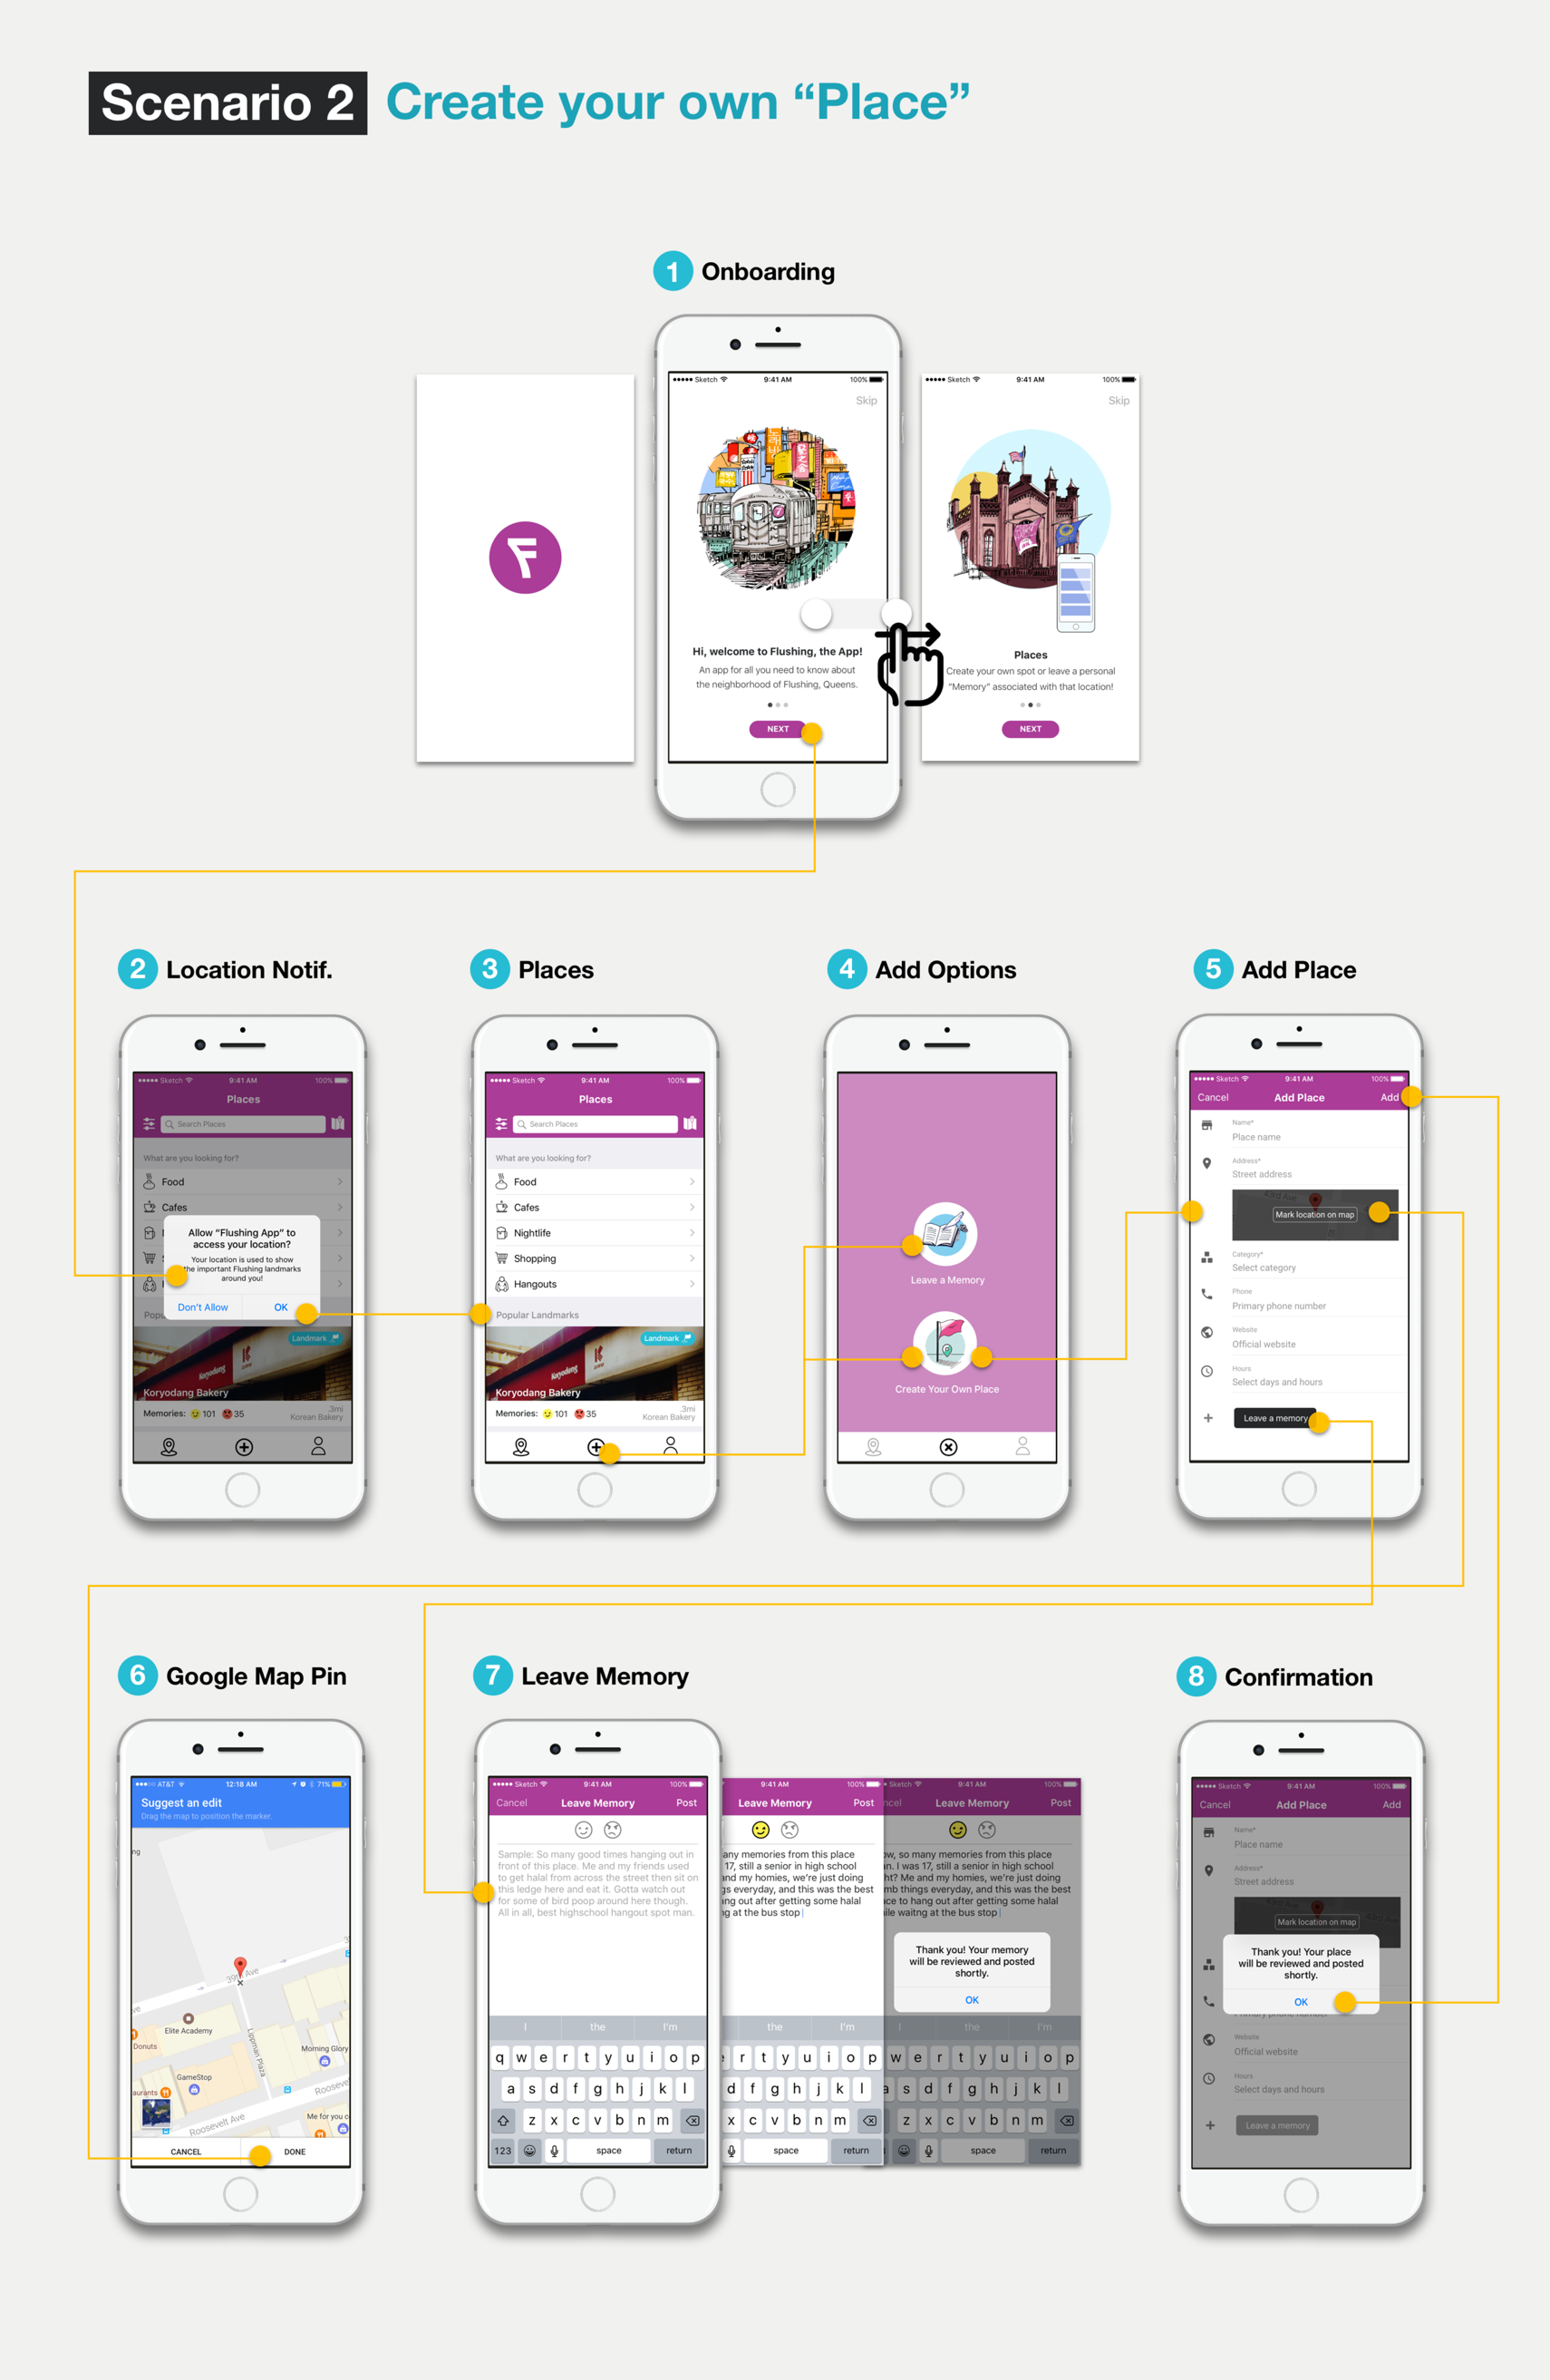 Scenario 2 Create your own “Place”
1 Onboarding
Sketch 9:41 AM 100%
Skip
7
Hi, welcome to Flushing, the App!
An app for all you need to know about
the neighborhood of Flushing, Queens.
NEXT
Sketch 9:41 AM 100%
Skip
Places
Create your own spot or leave a personal
“Memory” associated with that location!
NEXT
2 Location Notif.
Sketch 9:41 AM 100%
Places
Search Places
What are you looking for?
Food
Cafes
Allow “Flushing App” to
access your location?
Your location is used to show
the important Flushing landmarks
around you!
Don't Allow OK
Popu
Landmark
Koryodang
Koryodang Bakery
Memories: 101 35
.3mi
Korean Bakery
3 Places
Sketch 9:41 AM 100%
Places
Search Places
What are you looking for?
Food
Cafes
Nightlife
Shopping
Hangouts
Popular Landmarks
Landmark
Koryodang
Koryodang Bakery
Memories: 101 35
.3mi
Korean Bakery
4 Add Options
Leave a Memory
Create Your Own Place
5 Add Place
Sketch 9:41 AM 100%
Cancel Add Place Add
Name*
Place name
Address*
Street address
43rd Ave
Mark location on map
Category*
Select category
Phone
Primary phone number
Website
Official website
Hours
Select days and hours
Leave a memory
6 Google Map Pin
AT&T 12:18 AM 71%
Suggest an edit
Drag the map to position the marker.
ng
39th Ave
ve
Elite Academy
Donuts
Lippman Plaza
Morning Glory
GameStop
aurants
Roosevelt Ave
Rooseve
Me for you c
CANCEL DONE
7 Leave Memory
Sketch 9:41 AM 100%
Cancel Leave Memory Post
Sample: So many good times hanging out in
front of this place. Me and my friends used
to get halal from across the street then sit on
this ledge here and eat it. Gotta watch out
for some of bird poop around here though.
All in all, best highschool hangout spot man.
I the I'm
q w e r t y u i o p
a s d f g h j k l
z x c v b n m
123 space return
9:41 AM 100%
Leave Memory Post
any memories from this place
17, still a senior in high school
and my homies, we're just doing
gs everyday, and this was the best
ang out after getting some halal
ng at the bus stop
the I'm
r t y u i o p
d f g h j k l
x c v b n m
space return
Sketch 9:41 AM 100%
ncel Leave Memory Post
ow, so many memories from this place
an. I was 17, still a senior in high school
ht? Me and my homies, we're just doing
mb things everyday, and this was the best
ace to hang out after getting some halal
ile waitng at the bus stop
Thank you! Your memory
will be reviewed and posted
shortly.
OK
I the I'm
w e r t y u i o p
a s d f g h j k l
z x c v b n m
space return
8 Confirmation
Sketch 9:41 AM 100%
Cancel Add Place Add
Name*
Place name
Address*
Street address
Mark location on map
Thank you! Your place
will be reviewed and posted
shortly.
OK
Primary phone number
Website
Official website
Hours
Select days and hours
Leave a memory